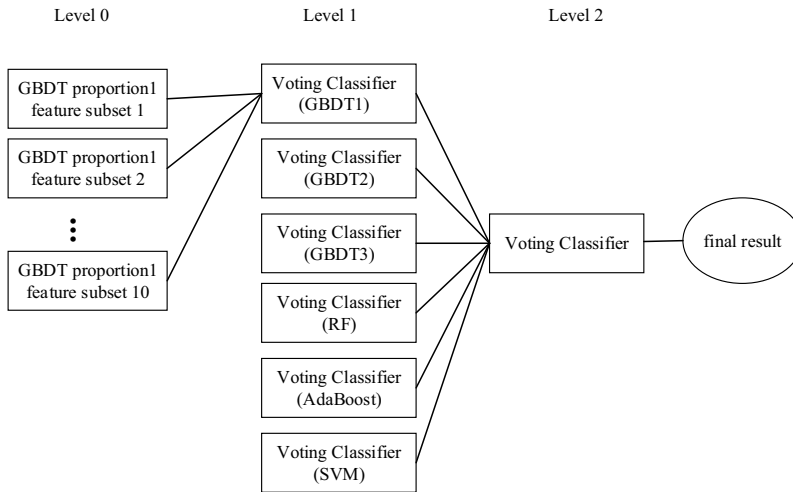 Level 0
Level 1
Level 2
GBDT proportion1
feature subset 1
GBDT proportion1
feature subset 2
GBDT proportion1
feature subset 10
Voting Classifier
(GBDT1)
Voting Classifier
(GBDT2)
Voting Classifier
(GBDT3)
Voting Classifier
(RF)
Voting Classifier
(AdaBoost)
Voting Classifier
(SVM)
Voting Classifier
final result